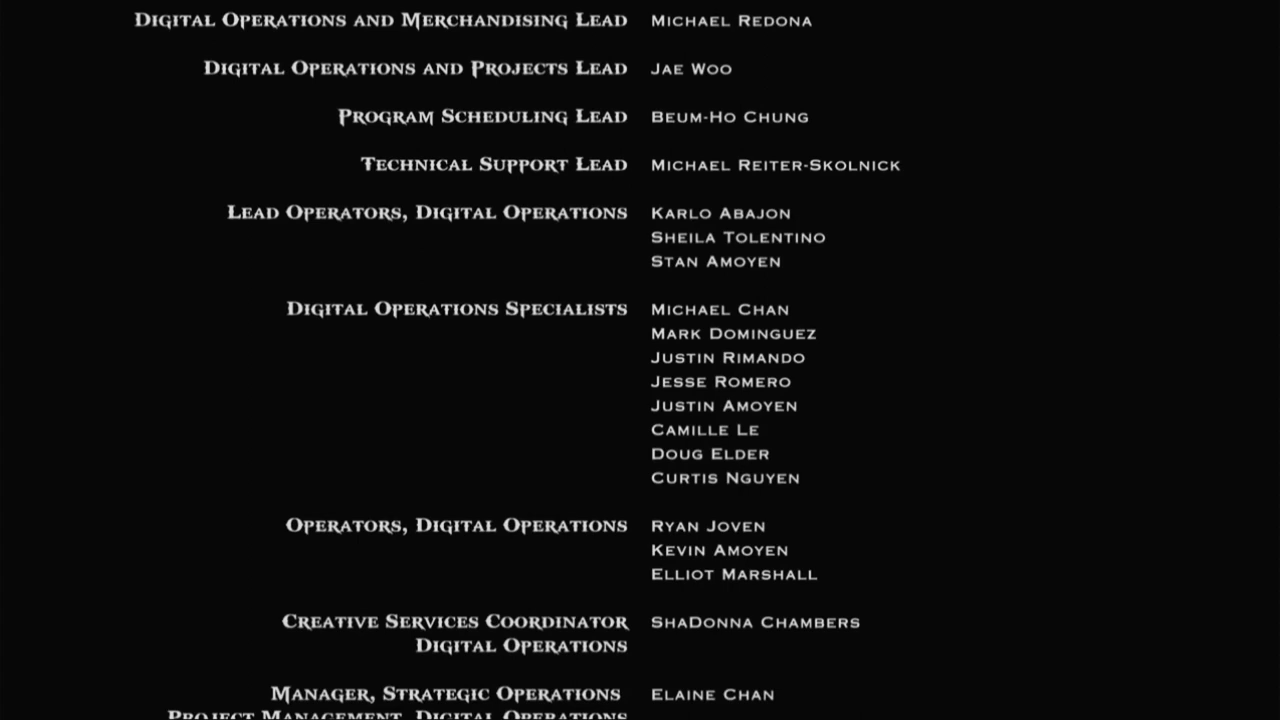 Digital Operations and Merchandising Lead Michael Redona
Digital Operations and Projects Lead Jae Woo
Program Scheduling Lead Beum-Ho Chung
Technical Support Lead Michael Reiter-Skolnick
Lead Operators, Digital Operations Karlo Abajon
Sheila Tolentino
Stan Amoyen
Digital Operations Specialists Michael Chan
Mark Dominguez
Justin Rimando
Jesse Romero
Justin Amoyen
Camille Le
Doug Elder
Curtis Nguyen
Operators, Digital Operations Ryan Joven
Kevin Amoyen
Elliot Marshall
Creative Services Coordinator ShaDonna Chambers
Digital Operations
Manager, Strategic Operations Elaine Chan
Project Management, Digital Operations